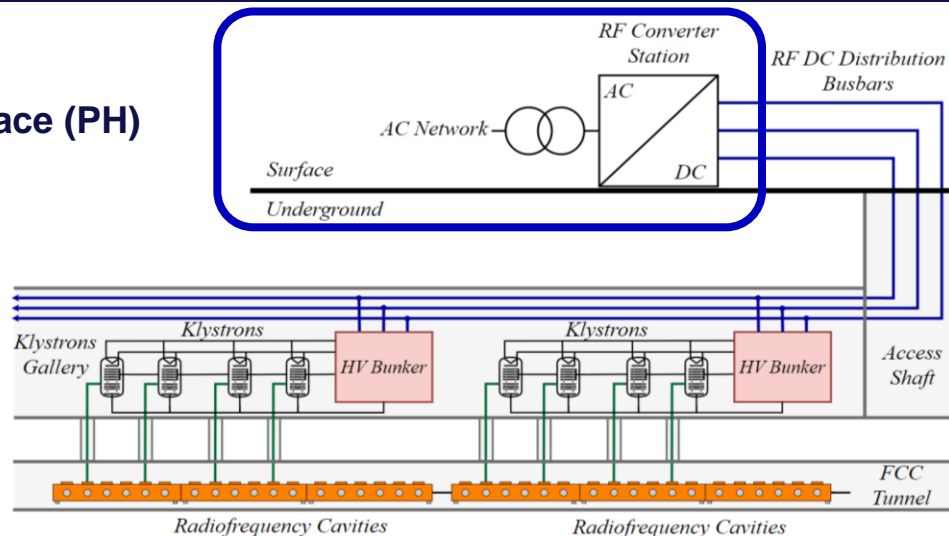 RF Converter
Station
RF DC Distribution
Busbars
ace (PH)
AC
AC Network
DC
Surface
Underground
Klystrons
Gallery
Klystrons
HV Bunker
Klystrons
HV Bunker
Access
Shaft
FCC
Tunnel
Radiofrequency Cavities
Radiofrequency Cavities